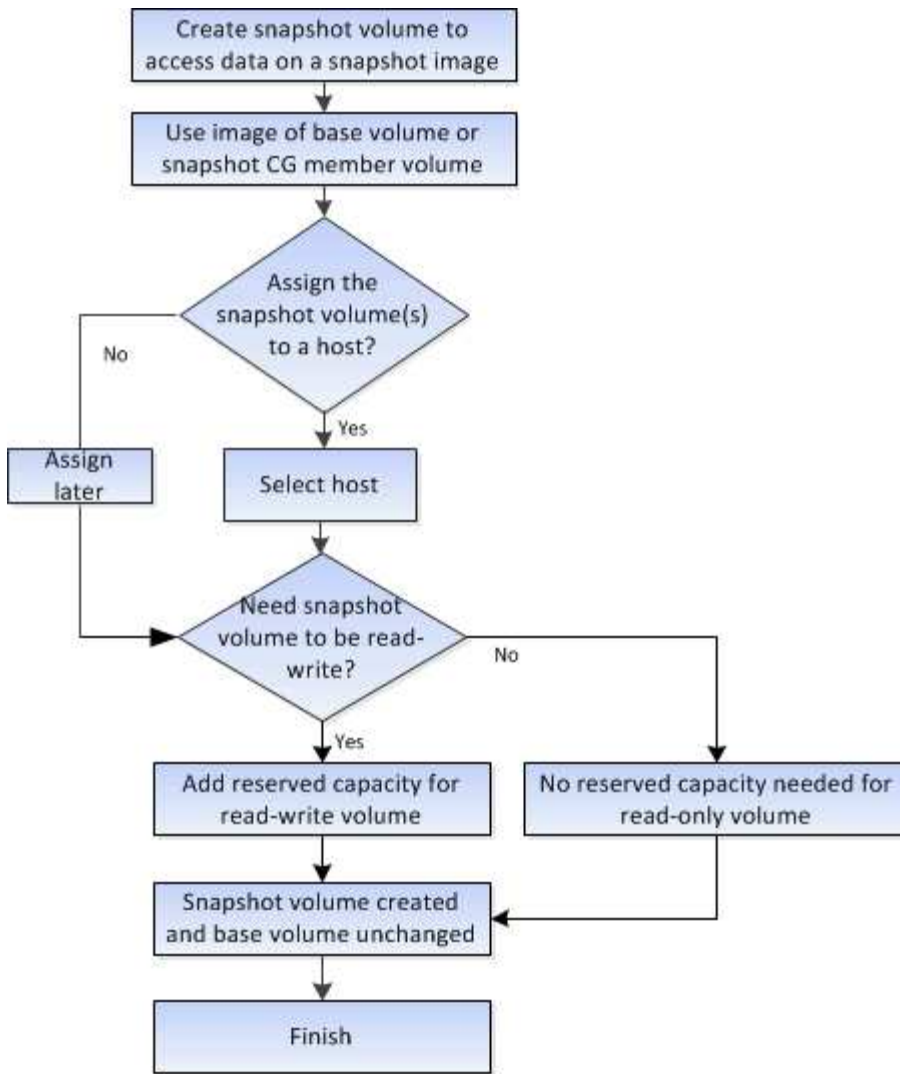 Create snapshot volume to
access data on a snapshot image
Use image of base volume or
snapshot CG member volume
Assign the
snapshot volume(s)
to a host?
No
Yes
Assign
later
Select host
Need snapshot
volume to be read-
write?
No
Yes
Add reserved capacity for
read-write volume
No reserved capacity needed for
read-only volume
Snapshot volume created
and base volume unchanged
Finish